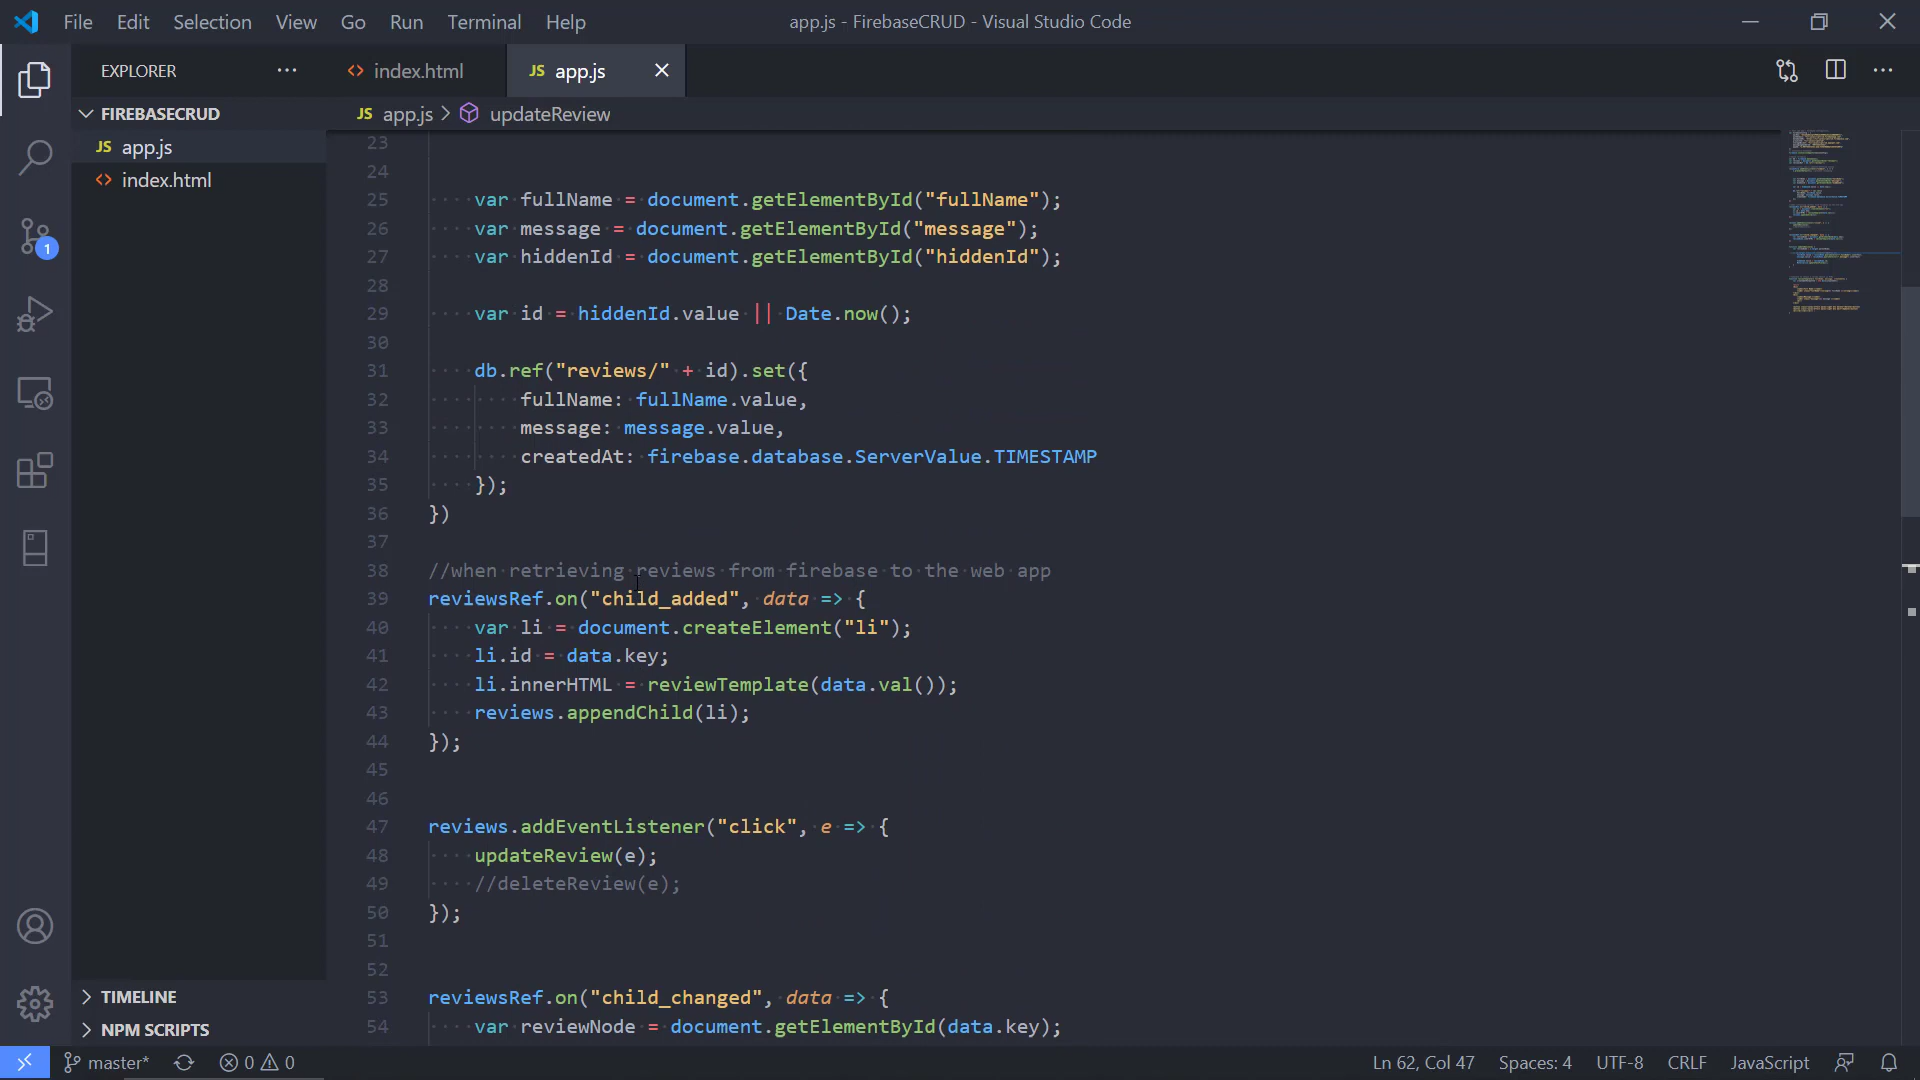 File Edit Selection View Go Run Terminal Help app.js - FirebaseCRUD - Visual Studio Code
EXPLORER ··· <> index.html JS app.js
FIREBASECRUD
JS app.js
<> index.html
JS app.js > updateReview
23
24
25 var fullName = document.getElementById("fullName");
26 var message = document.getElementById("message");
27 var hiddenId = document.getElementById("hiddenId");
28
29 var id = hiddenId.value || Date.now();
30
31 db.ref("reviews/" + id).set({
32 fullName: fullName.value,
33 message: message.value,
34 createdAt: firebase.database.ServerValue.TIMESTAMP
35 });
36 })
37
38 //when retrieving reviews from firebase to the web app
39 reviewsRef.on("child_added", data => {
40 var li = document.createElement("li");
41 li.id = data.key;
42 li.innerHTML = reviewTemplate(data.val());
43 reviews.appendChild(li);
44 });
45
46
47 reviews.addEventListener("click", e => {
48 updateReview(e);
49 //deleteReview(e);
50 });
51
52
53 reviewsRef.on("child_changed", data => {
54 var reviewNode = document.getElementById(data.key);
1
TIMELINE
NPM SCRIPTS
master* 0 0 Ln 62, Col 47 Spaces: 4 UTF-8 CRLF JavaScript